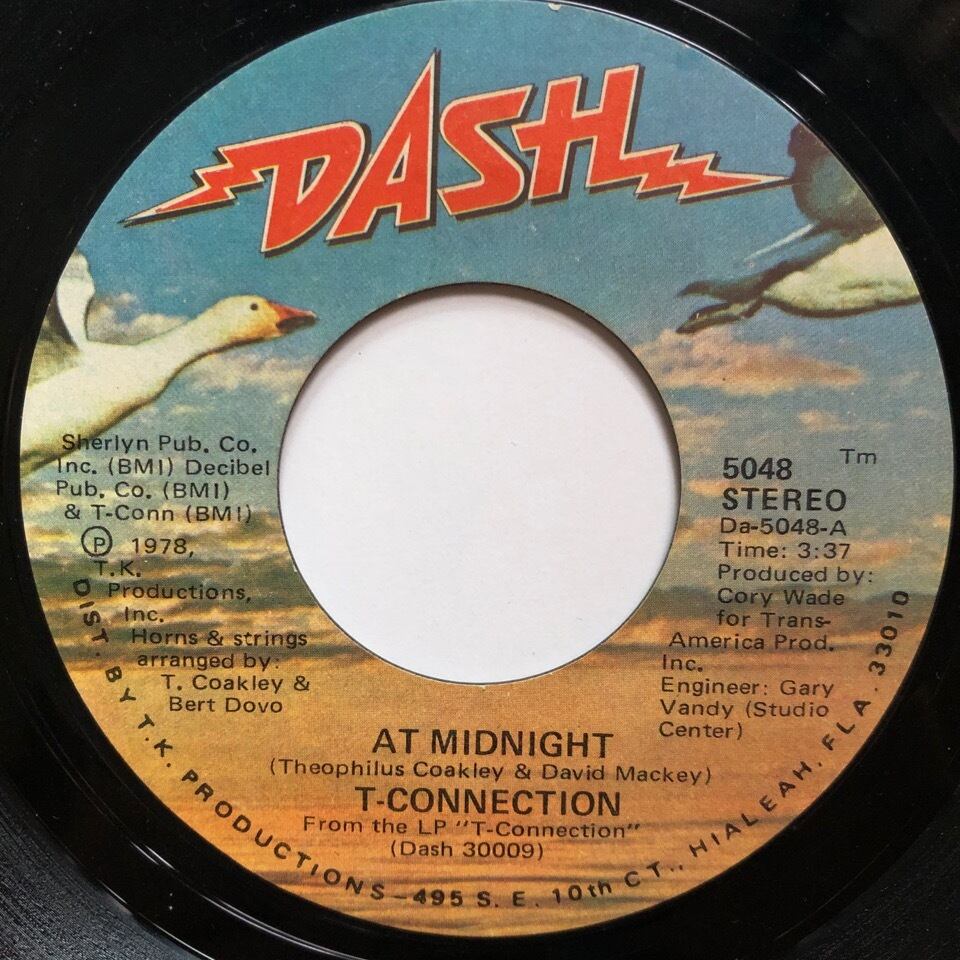 DASH
Sherlyn Pub. Co.
Inc. (BMI) Decibel
Pub. Co. (BMI)
& T-Conn (BMI)
Ⓟ 1978,
T.K.
Productions,
Inc.
Horns & strings
arranged by:
T. Coakley &
Bert Dovo
5048 Tm
STEREO
Da-5048-A
Time: 3:37
Produced by:
Cory Wade
for Trans-
America Prod.
Inc.
Engineer: Gary
Vandy (Studio
Center)
AT MIDNIGHT
(Theophilus Coakley & David Mackey)
T-CONNECTION
From the LP "T-Connection"
(Dash 30009)
DIST. BY T.K. PRODUCTIONS-495 S. E. 10th CT., HIALEAH, FLA. 33010